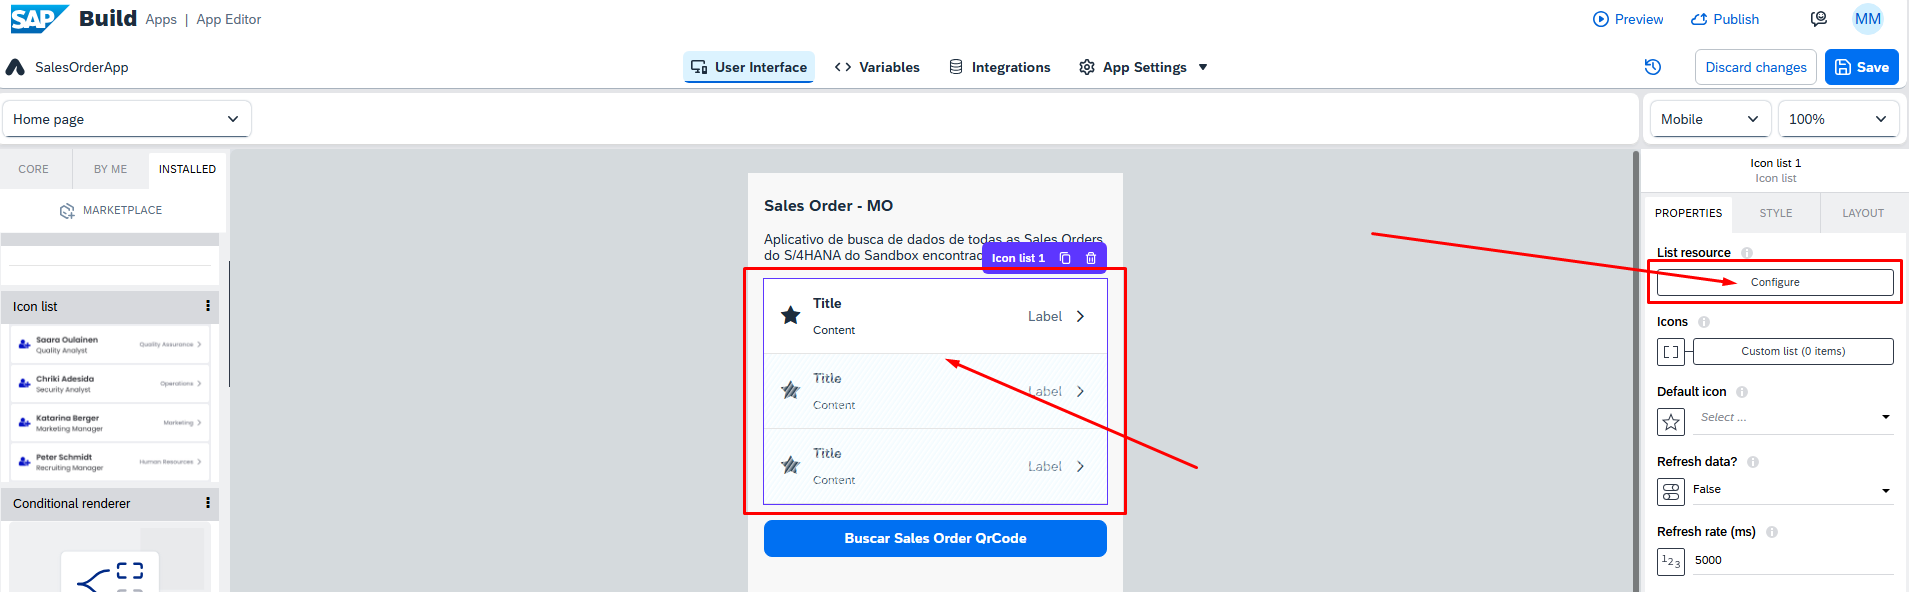 SAP Build Apps | App Editor
Preview Publish MM
SalesOrderApp
User Interface <> Variables Integrations App Settings
Discard changes Save
Home page
Mobile 100%
CORE BY ME INSTALLED
MARKETPLACE
Icon list
Saara Oulainen
Quality Analyst
Quality Assurance
Chriki Adesida
Security Analyst
Operations
Katarina Berger
Marketing Manager
Marketing
Peter Schmidt
Recruiting Manager
Human Resources
Conditional renderer
Sales Order - MO
Aplicativo de busca de dados de todas as Sales Orders
do S/4HANA do Sandbox
Icon list 1
Title
Content
Label
Title
Content
Label
Title
Content
Label
Buscar Sales Order QrCode
Icon list 1
Icon list
PROPERTIES STYLE LAYOUT
List resource
Configure
Icons
Custom list (0 items)
Default icon
Select ...
Refresh data?
False
Refresh rate (ms)
123 5000